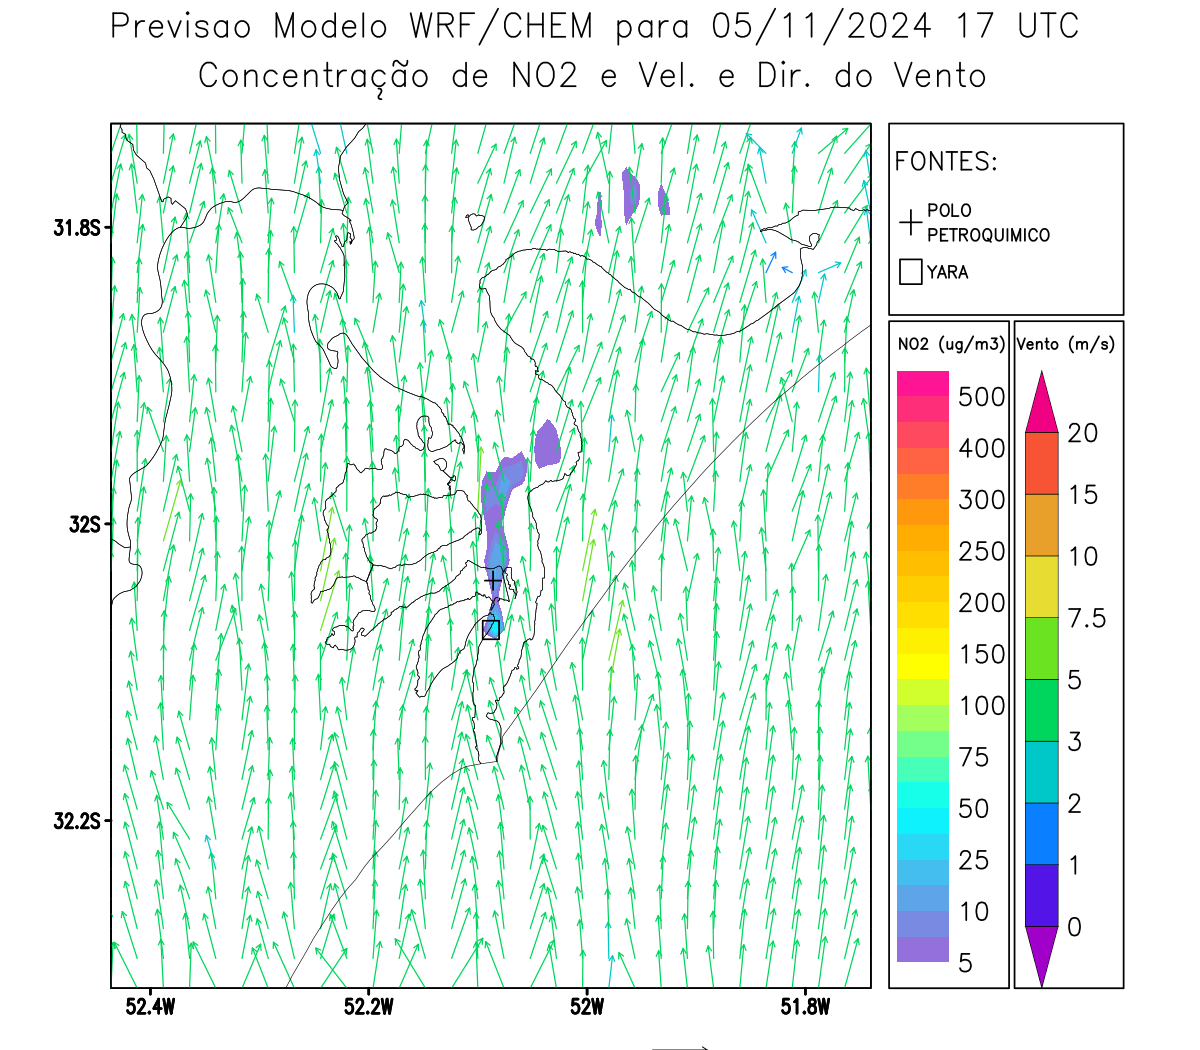 Previsao Modelo WRF/CHEM para 05/11/2024 17 UTC
Concentração de NO2 e Vel. e Dir. do Vento
FONTES:
POLO
PETROQUIMICO
YARA
NO2 (ug/m3)
500
400
300
250
200
150
100
75
50
25
10
5
Vento (m/s)
20
15
10
7.5
5
3
2
1
0
31.8S
32S
32.2S
52.4W
52.2W
52W
51.8W